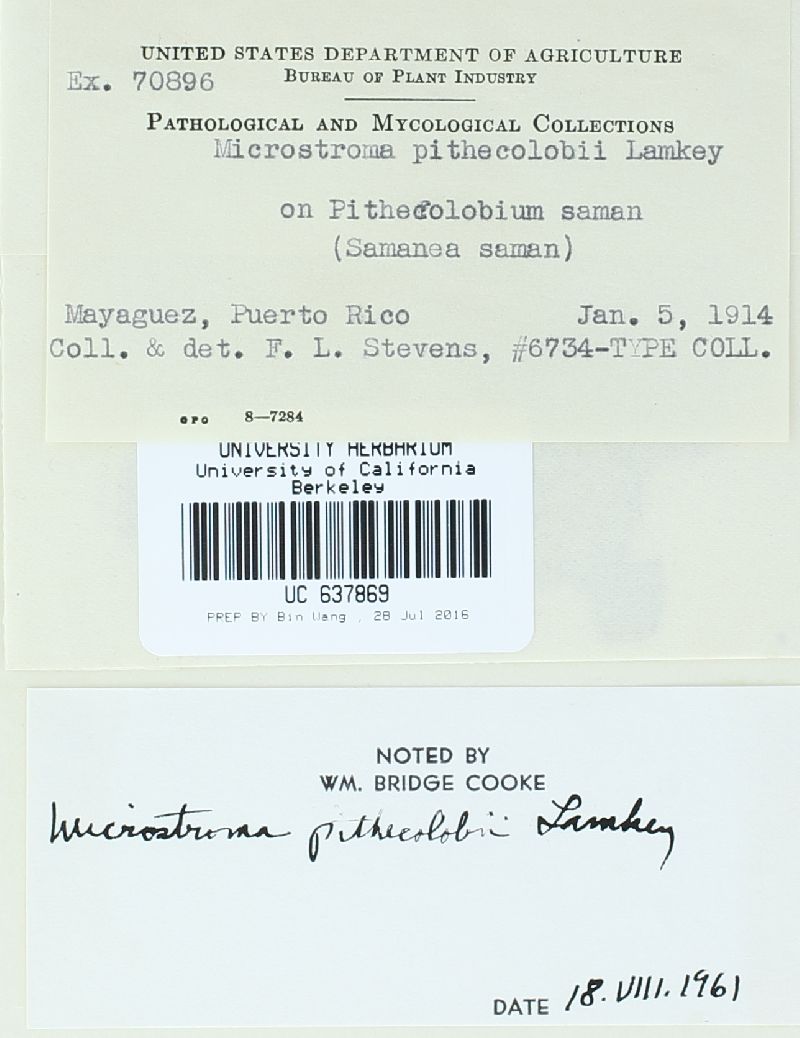 UNITED STATES DEPARTMENT OF AGRICULTURE
Ex. 70896 BUREAU OF PLANT INDUSTRY
PATHOLOGICAL AND MYCOLOGICAL COLLECTIONS
Microstroma pithecolobii Lamkey
on Pithecolobium saman
(Samanea saman)
Mayaguez, Puerto Rico Jan. 5, 1914
Coll. & det. F. L. Stevens, #6734-TYPE COLL.
GPO 8—7284
UNIVERSITY HERBARIUM
University of California
Berkeley
UC 637869
PREP BY Bin Wang , 28 Jul 2016
NOTED BY
WM. BRIDGE COOKE
Microstroma pithecolobii Lamkey
DATE 18.VIII.1961